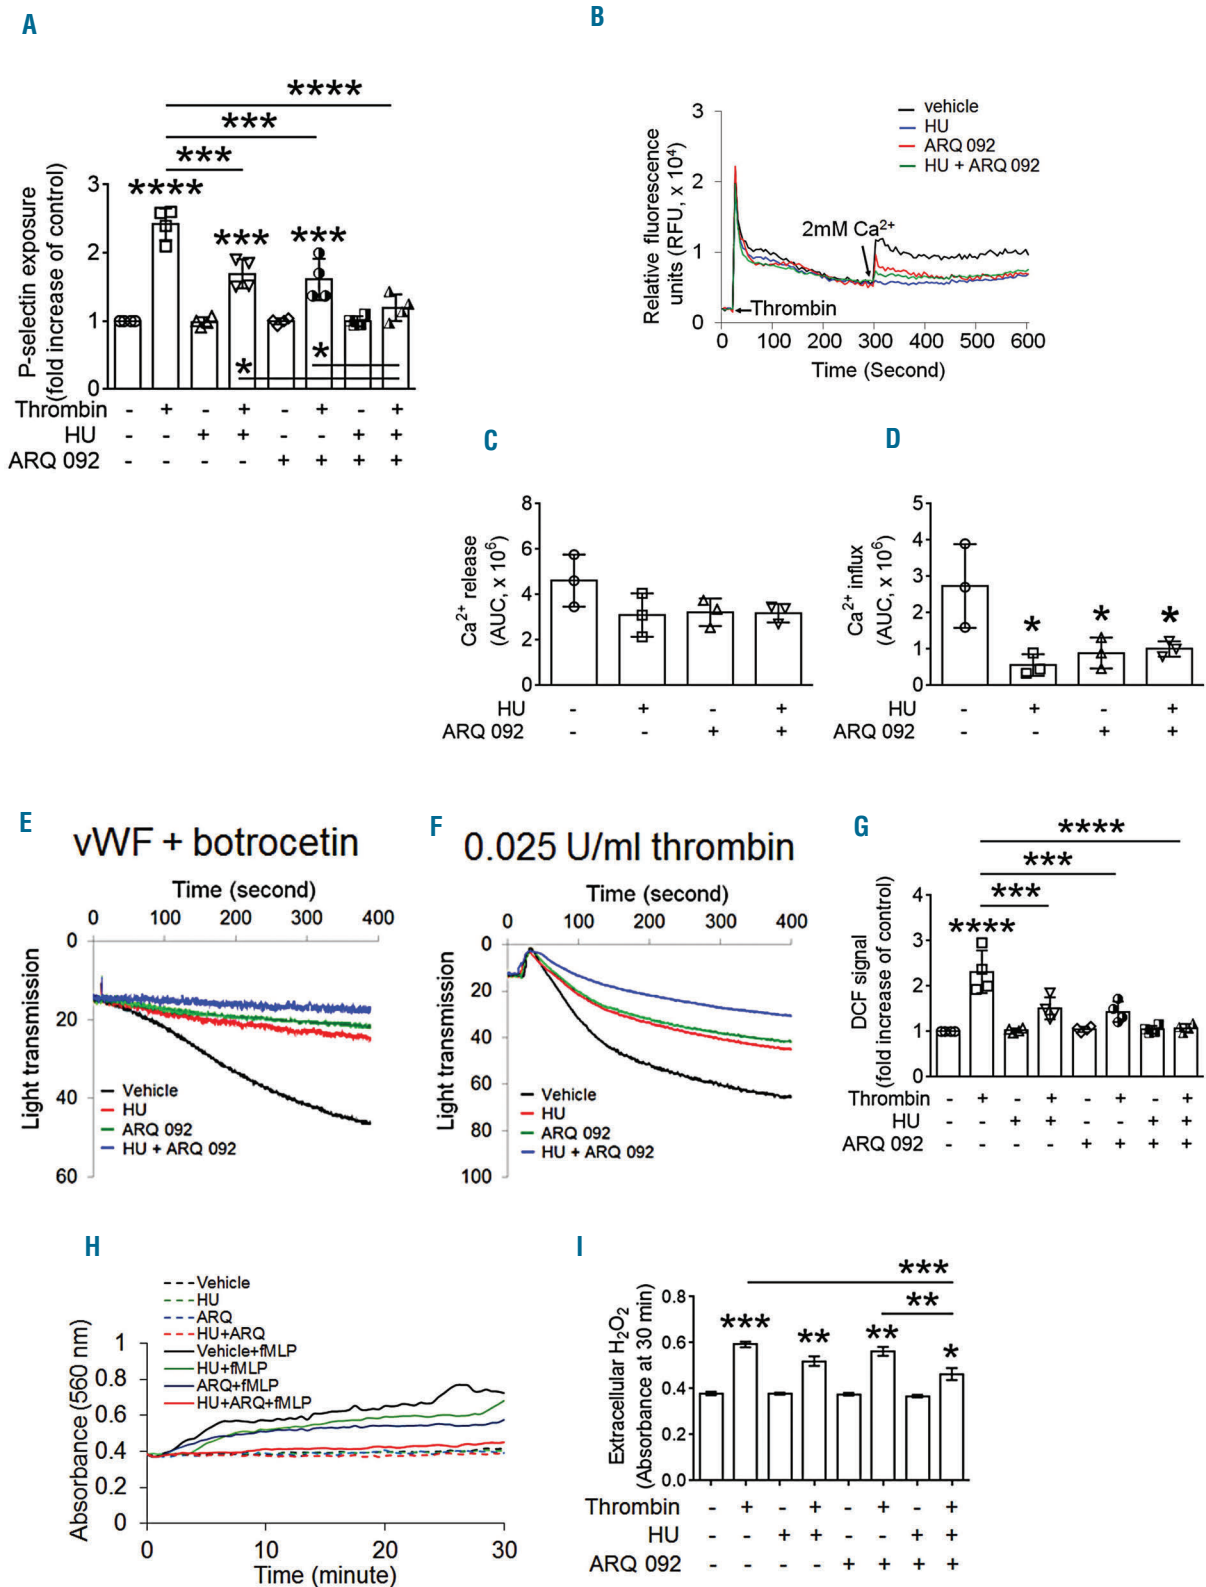 A
****
***
***
****
***
***
*
*
P-selectin exposure
(fold increase of control)
3
2
1
0
Thrombin - + - + - + - +
HU - - + + - - + +
ARQ 092 - - - - + + + +
B
vehicle
HU
ARQ 092
HU + ARQ 092
Relative fluorescence
units (RFU, x 10⁴)
3
2
1
0
2mM Ca²⁺
Thrombin
0 100 200 300 400 500 600
Time (Second)
C
Ca²⁺ release
(AUC, x 10⁶)
8
6
4
2
0
HU - + - +
ARQ 092 - - + +
D
Ca²⁺ influx
(AUC, x 10⁶)
5
4
3
2
1
0
* * *
HU - + - +
ARQ 092 - - + +
E
vWF + botrocetin
Time (second)
0 100 200 300 400
Light transmission
0
20
40
60
Vehicle
HU
ARQ 092
HU + ARQ 092
F
0.025 U/ml thrombin
Time (second)
0 100 200 300 400
Light transmission
0
20
40
60
80
100
Vehicle
HU
ARQ 092
HU + ARQ 092
G
****
***
***
****
DCF signal
(fold increase of control)
4
3
2
1
0
Thrombin - + - + - + - +
HU - - + + - - + +
ARQ 092 - - - - + + + +
H
Vehicle
HU
ARQ
HU+ARQ
Vehicle+fMLP
HU+fMLP
ARQ+fMLP
HU+ARQ+fMLP
Absorbance (560 nm)
1
0.8
0.6
0.4
0.2
0
0 10 20 30
Time (minute)
I
***
**
*** ** ** *
Extracellular H₂O₂
(Absorbance at 30 min)
0.8
0.6
0.4
0.2
0.0
Thrombin - + - + - + - +
HU - - + + - - + +
ARQ 092 - - - - + + + +